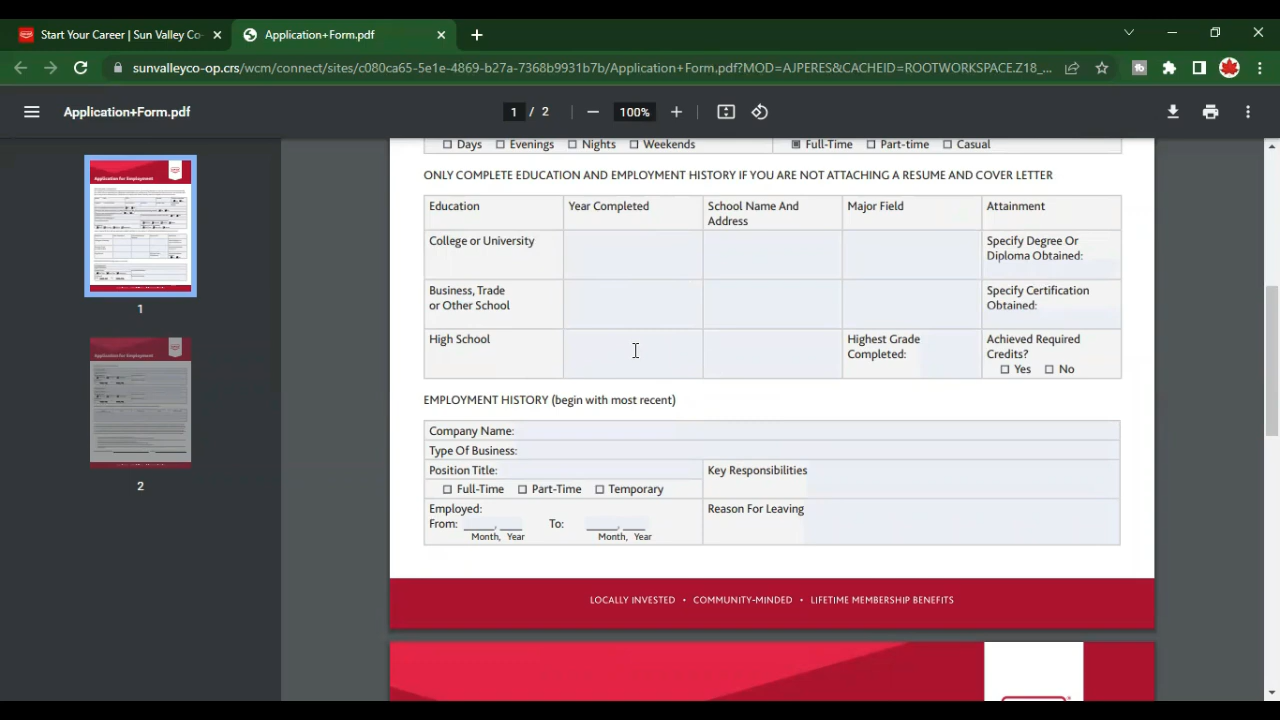 Start Your Career | Sun Valley Co-
Application+Form.pdf
sunvalleyco-op.crs/wcm/connect/sites/c080ca65-5e1e-4869-b27a-7368b9931b7b/Application+Form.pdf?MOD=AJPERES&CACHEID=ROOTWORKSPACE.Z18_...
Application+Form.pdf
1 / 2
100%
Application for Employment
1
2
Days Evenings Nights Weekends Full-Time Part-time Casual
ONLY COMPLETE EDUCATION AND EMPLOYMENT HISTORY IF YOU ARE NOT ATTACHING A RESUME AND COVER LETTER
Education Year Completed School Name And Address Major Field Attainment
College or University Specify Degree Or Diploma Obtained:
Business, Trade or Other School Specify Certification Obtained:
High School Highest Grade Completed: Achieved Required Credits?
Yes No
EMPLOYMENT HISTORY (begin with most recent)
Company Name:
Type Of Business:
Position Title: Key Responsibilities
Full-Time Part-Time Temporary
Employed: Reason For Leaving
From: _____, ____ To: _____, ____
Month, Year Month, Year
LOCALLY INVESTED • COMMUNITY-MINDED • LIFETIME MEMBERSHIP BENEFITS